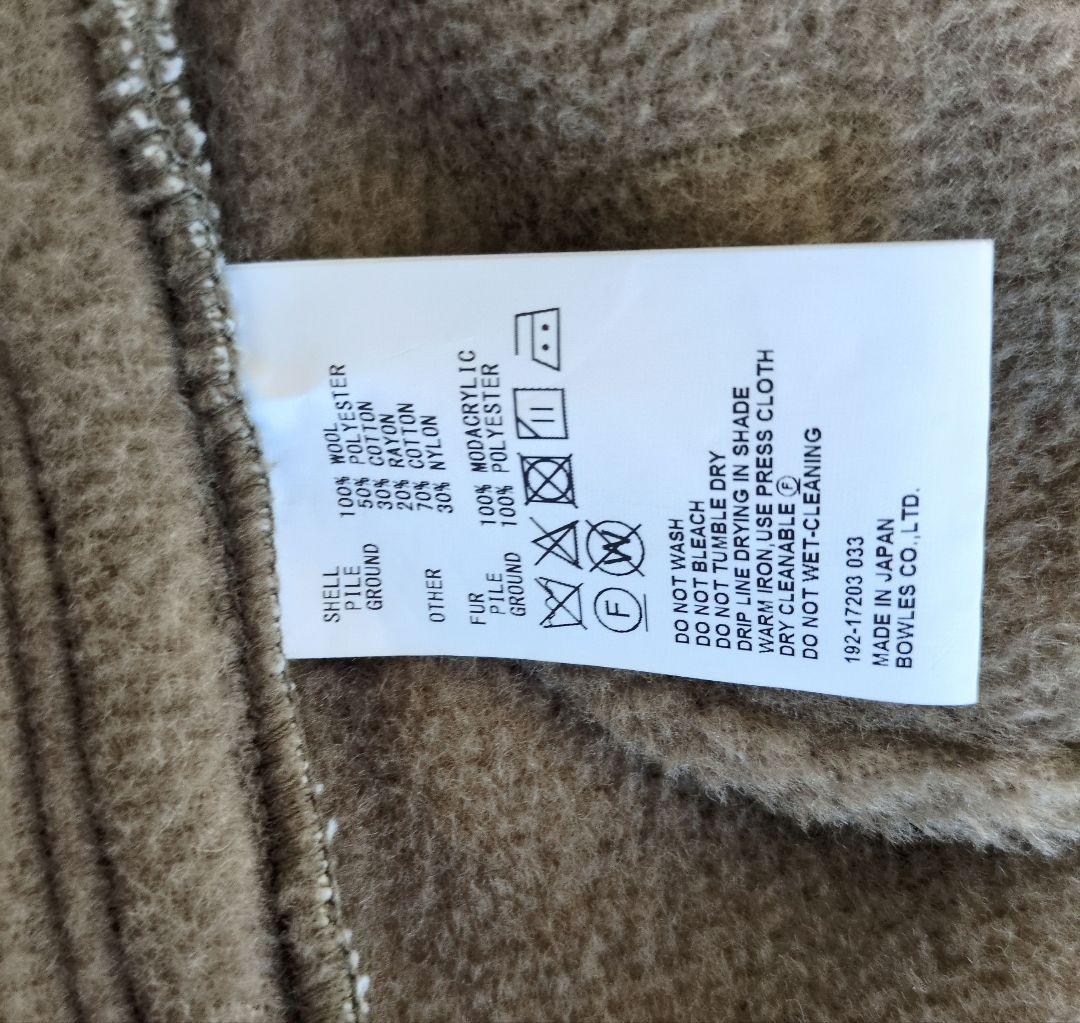 SHELL
PILE 100% WOOL
GROUND 50% POLYESTER
30% COTTON
20% RAYON
OTHER 70% COTTON
30% NYLON
FUR
PILE 100% MODACRYLIC
GROUND 100% POLYESTER
F W
DO NOT WASH
DO NOT BLEACH
DO NOT TUMBLE DRY
DRIP LINE DRYING IN SHADE
WARM IRON,USE PRESS CLOTH
DRY CLEANABLE Ⓕ
DO NOT WET-CLEANING
192-17203 033
MADE IN JAPAN
BOWLES CO.,LTD.